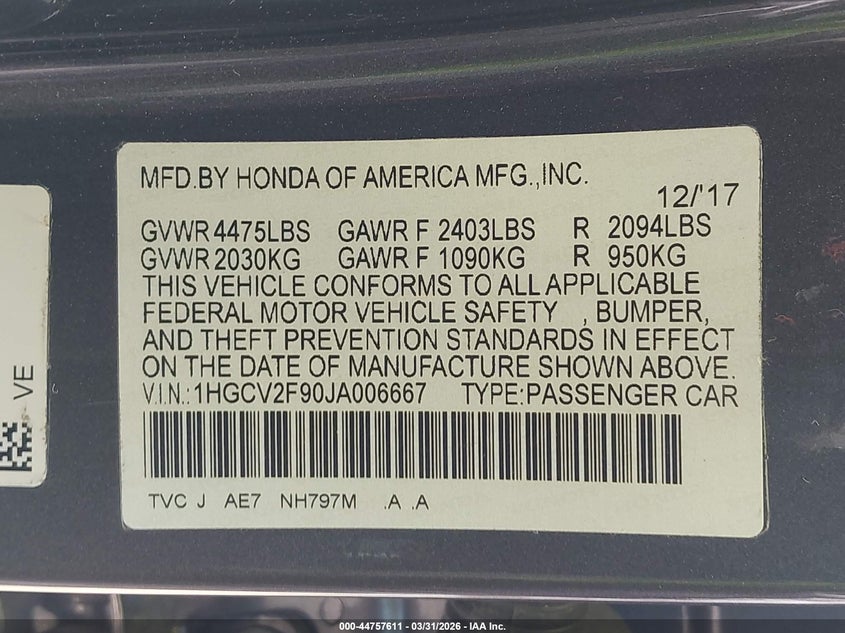 MFD.BY HONDA OF AMERICA MFG.,INC.
12/'17
GVWR 4475LBS GAWR F 2403LBS R 2094LBS
GVWR 2030KG GAWR F 1090KG R 950KG
THIS VEHICLE CONFORMS TO ALL APPLICABLE
FEDERAL MOTOR VEHICLE SAFETY , BUMPER,
AND THEFT PREVENTION STANDARDS IN EFFECT
ON THE DATE OF MANUFACTURE SHOWN ABOVE.
V.I.N.:1HGCV2F90JA006667 TYPE:PASSENGER CAR
TVC J AE7 NH797M .A .A
VE
000-44757611 - 03/31/2026 - IAA Inc.